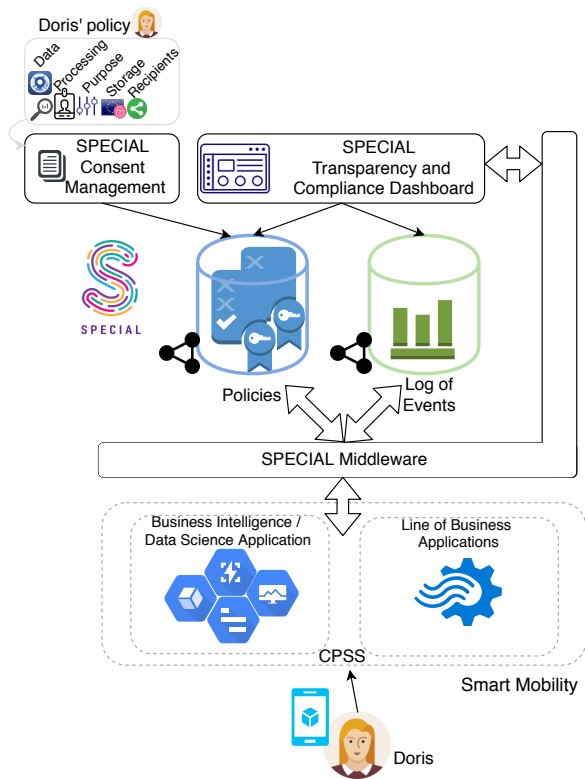 Doris' policy
Data
Processing
Purpose
Storage
Recipients
SPECIAL
Consent
Management
SPECIAL
Transparency and
Compliance Dashboard
SPECIAL
Policies
Log of
Events
SPECIAL Middleware
Business Intelligence /
Data Science Application
Line of Business
Applications
CPSS
Smart Mobility
Doris